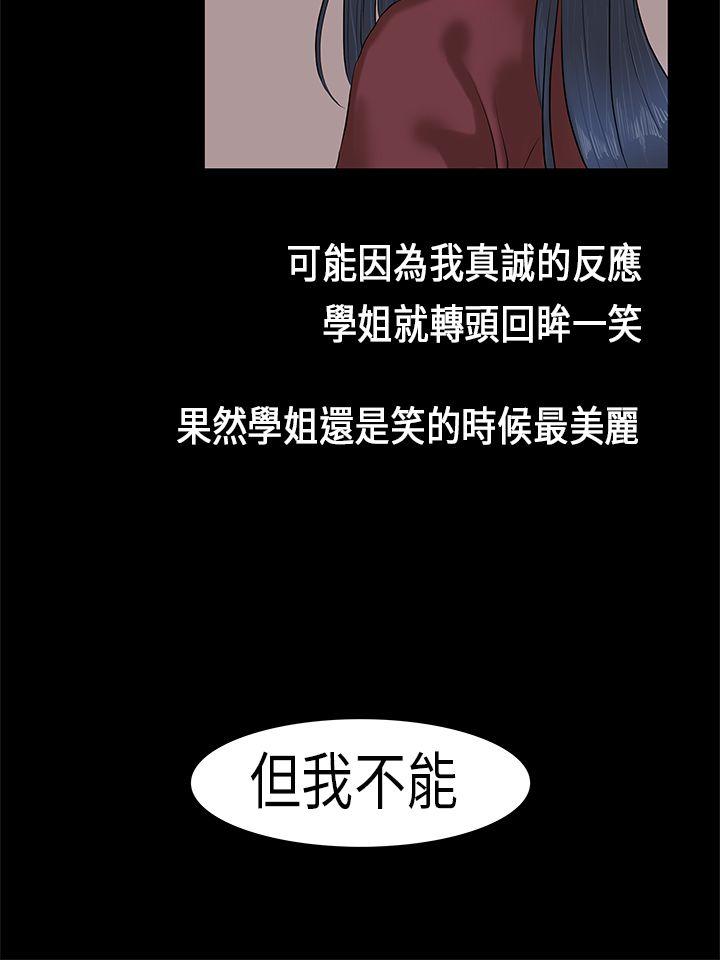 可能因為我真誠的反應
學姐就轉頭回眸一笑
果然學姐還是笑的時候最美麗
但我不能